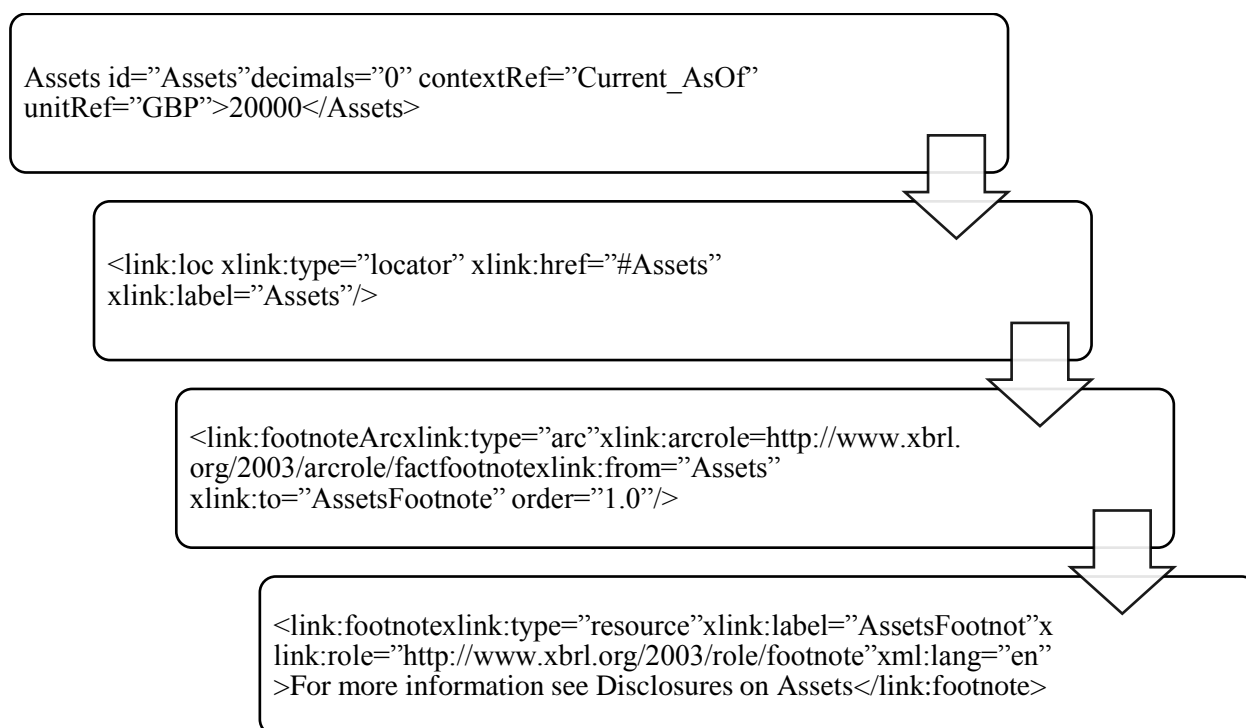 Assets id=”Assets”decimals=”0” contextRef=”Current_AsOf”
unitRef=”GBP”>20000</Assets>
<link:loc xlink:type=”locator” xlink:href=”#Assets”
xlink:label=”Assets”/>
<link:footnoteArcxlink:type=”arc”xlink:arcrole=http://www.xbrl.
org/2003/arcrole/factfootnotexlink:from=”Assets”
xlink:to=”AssetsFootnote” order=”1.0”/>
<link:footnotexlink:type=”resource”xlink:label=”AssetsFootnot”x
link:role=”http://www.xbrl.org/2003/role/footnote”xml:lang=”en”
>For more information see Disclosures on Assets</link:footnote>